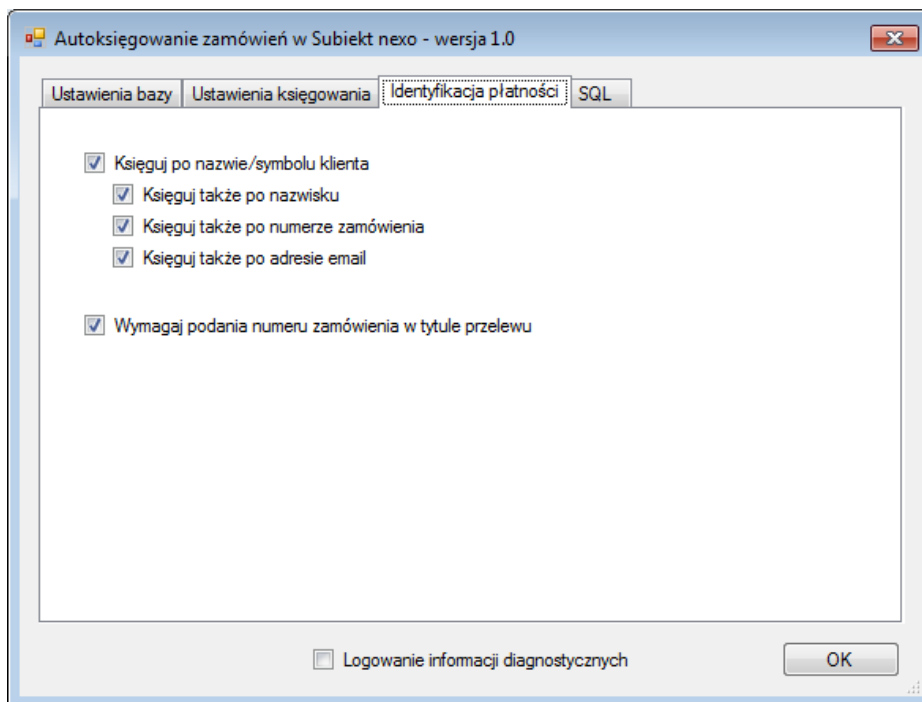 Autoksięgowanie zamówień w Subiekt nexo - wersja 1.0
Ustawienia bazy Ustawienia księgowania Identyfikacja płatności SQL
Księguj po nazwie/symbolu klienta
Księguj także po nazwisku
Księguj także po numerze zamówienia
Księguj także po adresie email
Wymagaj podania numeru zamówienia w tytule przelewu
Logowanie informacji diagnostycznych OK